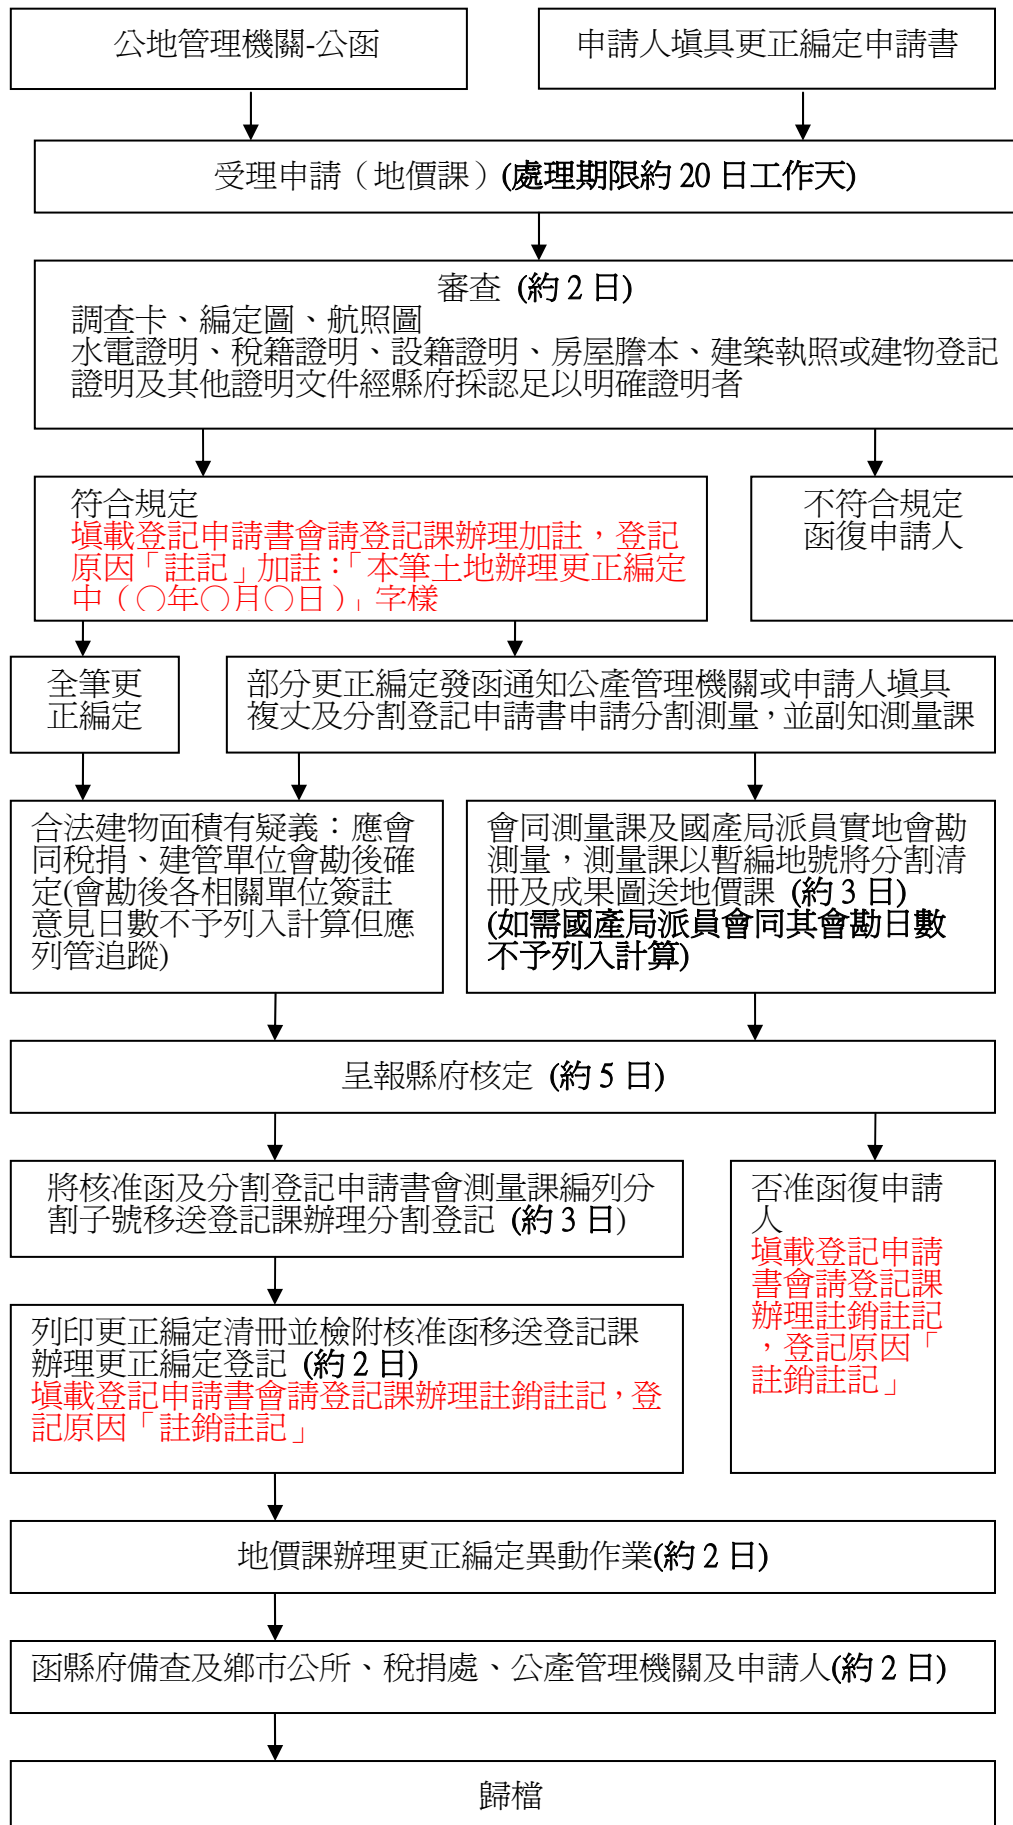 公地管理機關-公函
申請人填具更正編定申請書
受理申請（地價課）(處理期限約 20 日工作天)
審查 (約 2 日)
調查卡、編定圖、航照圖
水電證明、稅籍證明、設籍證明、房屋謄本、建築執照或建物登記
證明及其他證明文件經縣府採認足以明確證明者
符合規定
填載登記申請書會請登記課辦理加註，登記
原因「註記」加註：「本筆土地辦理更正編定
中（○年○月○日）」字樣
不符合規定
函復申請人
全筆更
正編定
部分更正編定發函通知公產管理機關或申請人填具
複丈及分割登記申請書申請分割測量，並副知測量課
合法建物面積有疑義：應會
同稅捐、建管單位會勘後確
定(會勘後各相關單位簽註
意見日數不予列入計算但應
列管追蹤)
會同測量課及國產局派員實地會勘
測量，測量課以暫編地號將分割清
冊及成果圖送地價課 (約 3 日)
(如需國產局派員會同其會勘日數
不予列入計算)
呈報縣府核定 (約 5 日)
將核准函及分割登記申請書會測量課編列分
割子號移送登記課辦理分割登記 (約 3 日)
否准函復申請
人
填載登記申請
書會請登記課
辦理註銷註記
，登記原因「
註銷註記」
列印更正編定清冊並檢附核准函移送登記課
辦理更正編定登記 (約 2 日)
填載登記申請書會請登記課辦理註銷註記，登
記原因「註銷註記」
地價課辦理更正編定異動作業(約 2 日)
函縣府備查及鄉市公所、稅捐處、公產管理機關及申請人(約 2 日)
歸檔